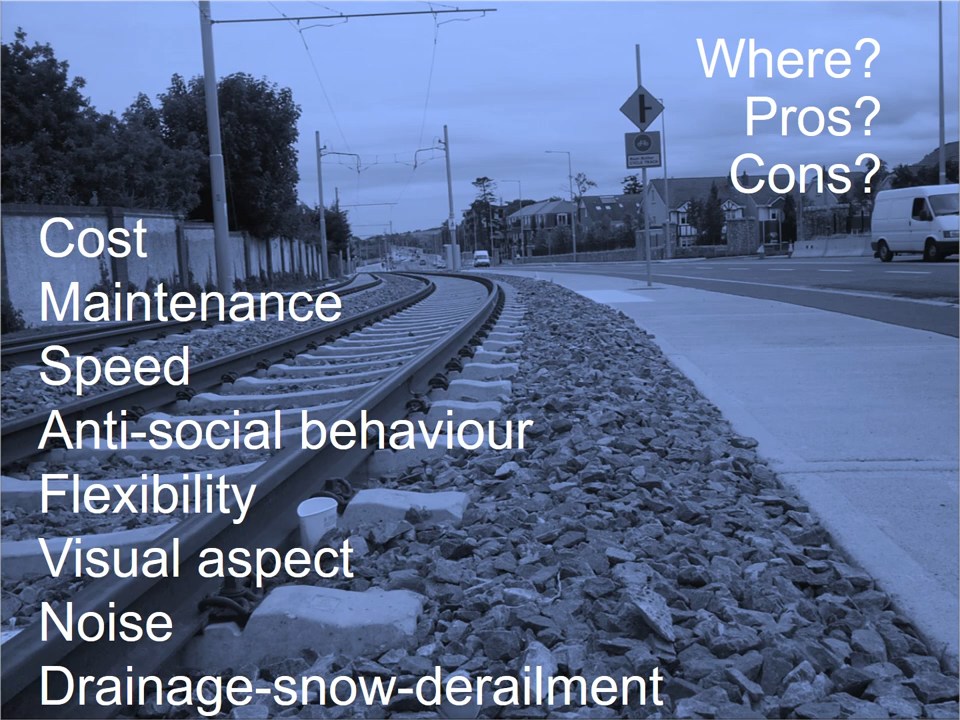 Where?
Pros?
Cons?
Cost
Maintenance
Speed
Anti-social behaviour
Flexibility
Visual aspect
Noise
Drainage-snow-derailment